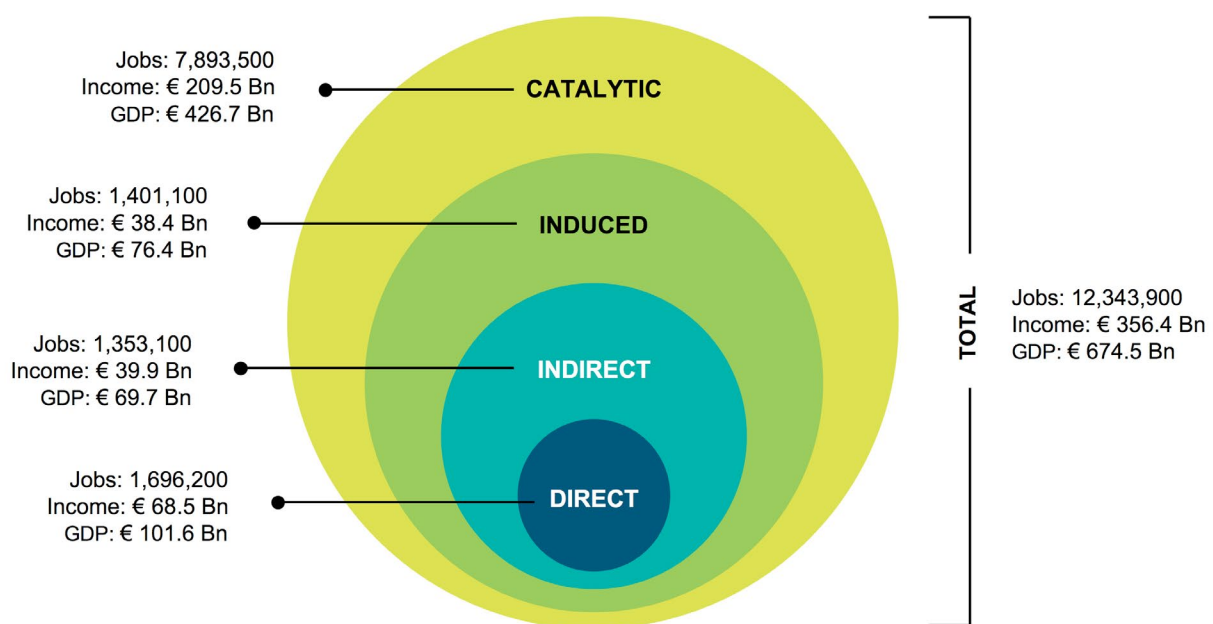 Jobs: 7,893,500
Income: € 209.5 Bn
GDP: € 426.7 Bn
CATALYTIC
Jobs: 1,401,100
Income: € 38.4 Bn
GDP: € 76.4 Bn
INDUCED
Jobs: 1,353,100
Income: € 39.9 Bn
GDP: € 69.7 Bn
INDIRECT
Jobs: 1,696,200
Income: € 68.5 Bn
GDP: € 101.6 Bn
DIRECT
TOTAL
Jobs: 12,343,900
Income: € 356.4 Bn
GDP: € 674.5 Bn